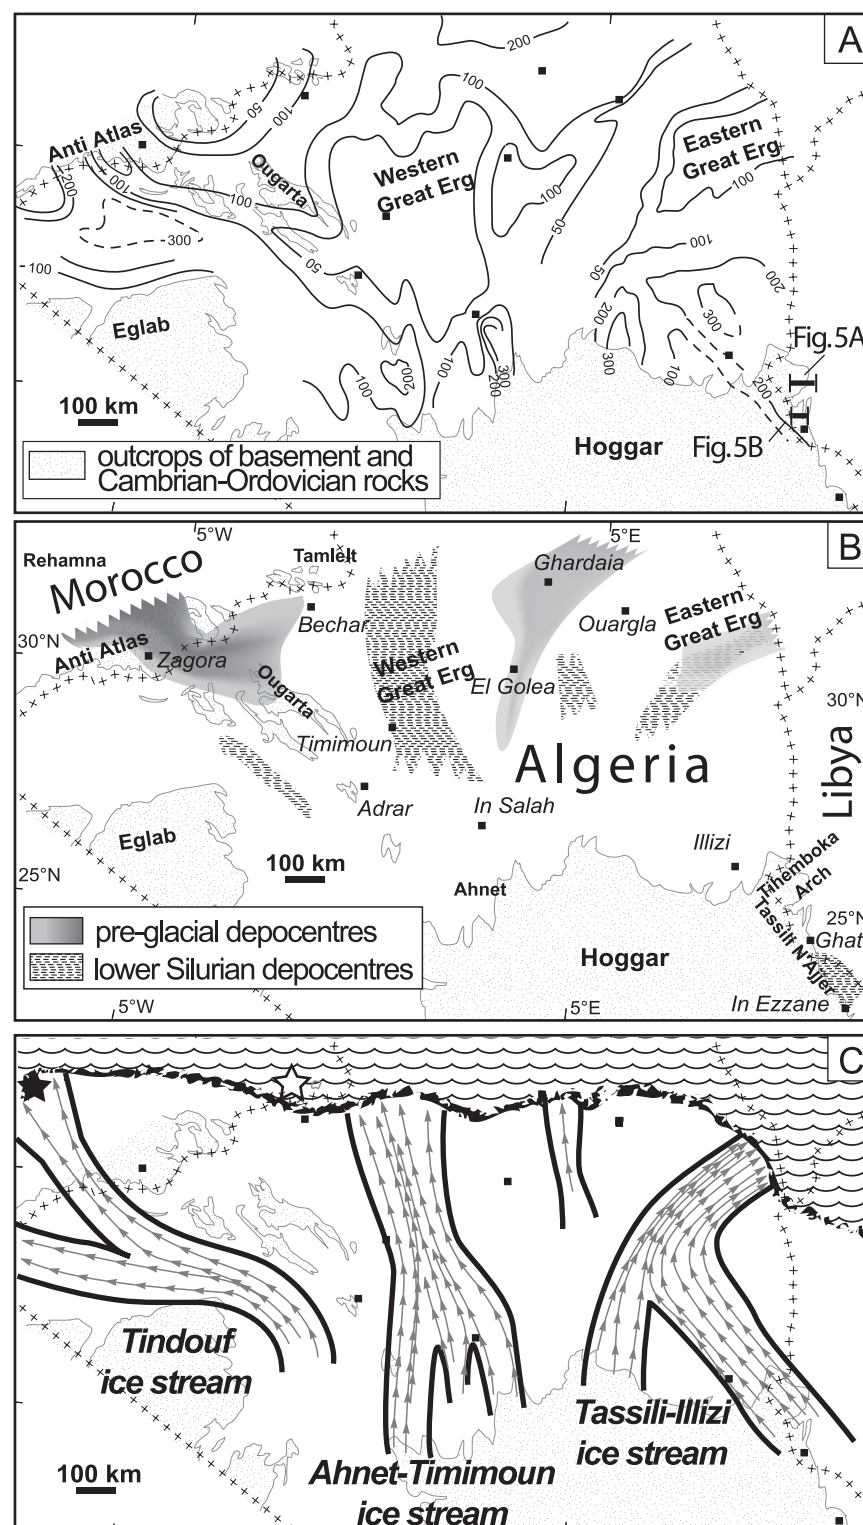 A
200
100
50
100
Anti Atlas
Ougarta
Western
Great Erg
Eastern
Great Erg
200
100
100
100
100
50
300
100
50
50
100
200
200
300
Eglab
100
200
100
200
300
200
300
100
200
Fig.5A
100 km
Hoggar
Fig.5B
outcrops of basement and
Cambrian-Ordovician rocks
B
5°W
5°E
Rehamna
Tamlelt
Ghardaia
Morocco
Bechar
Ouargla
Eastern
Great Erg
30°N
Anti Atlas
Zagora
Western
Great Erg
Ougarta
El Golea
30°N
Timimoun
Algeria
Libya
Adrar
In Salah
Eglab
Illizi
100 km
25°N
Ahnet
Tihemboka
Arch
25°N
Tassili N'Ajjer
Ghat
pre-glacial depocentres
lower Silurian depocentres
Hoggar
In Ezzane
5°W
5°E
C
Tindouf
ice stream
Tassili-Illizi
ice stream
Ahnet-Timimoun
ice stream
100 km